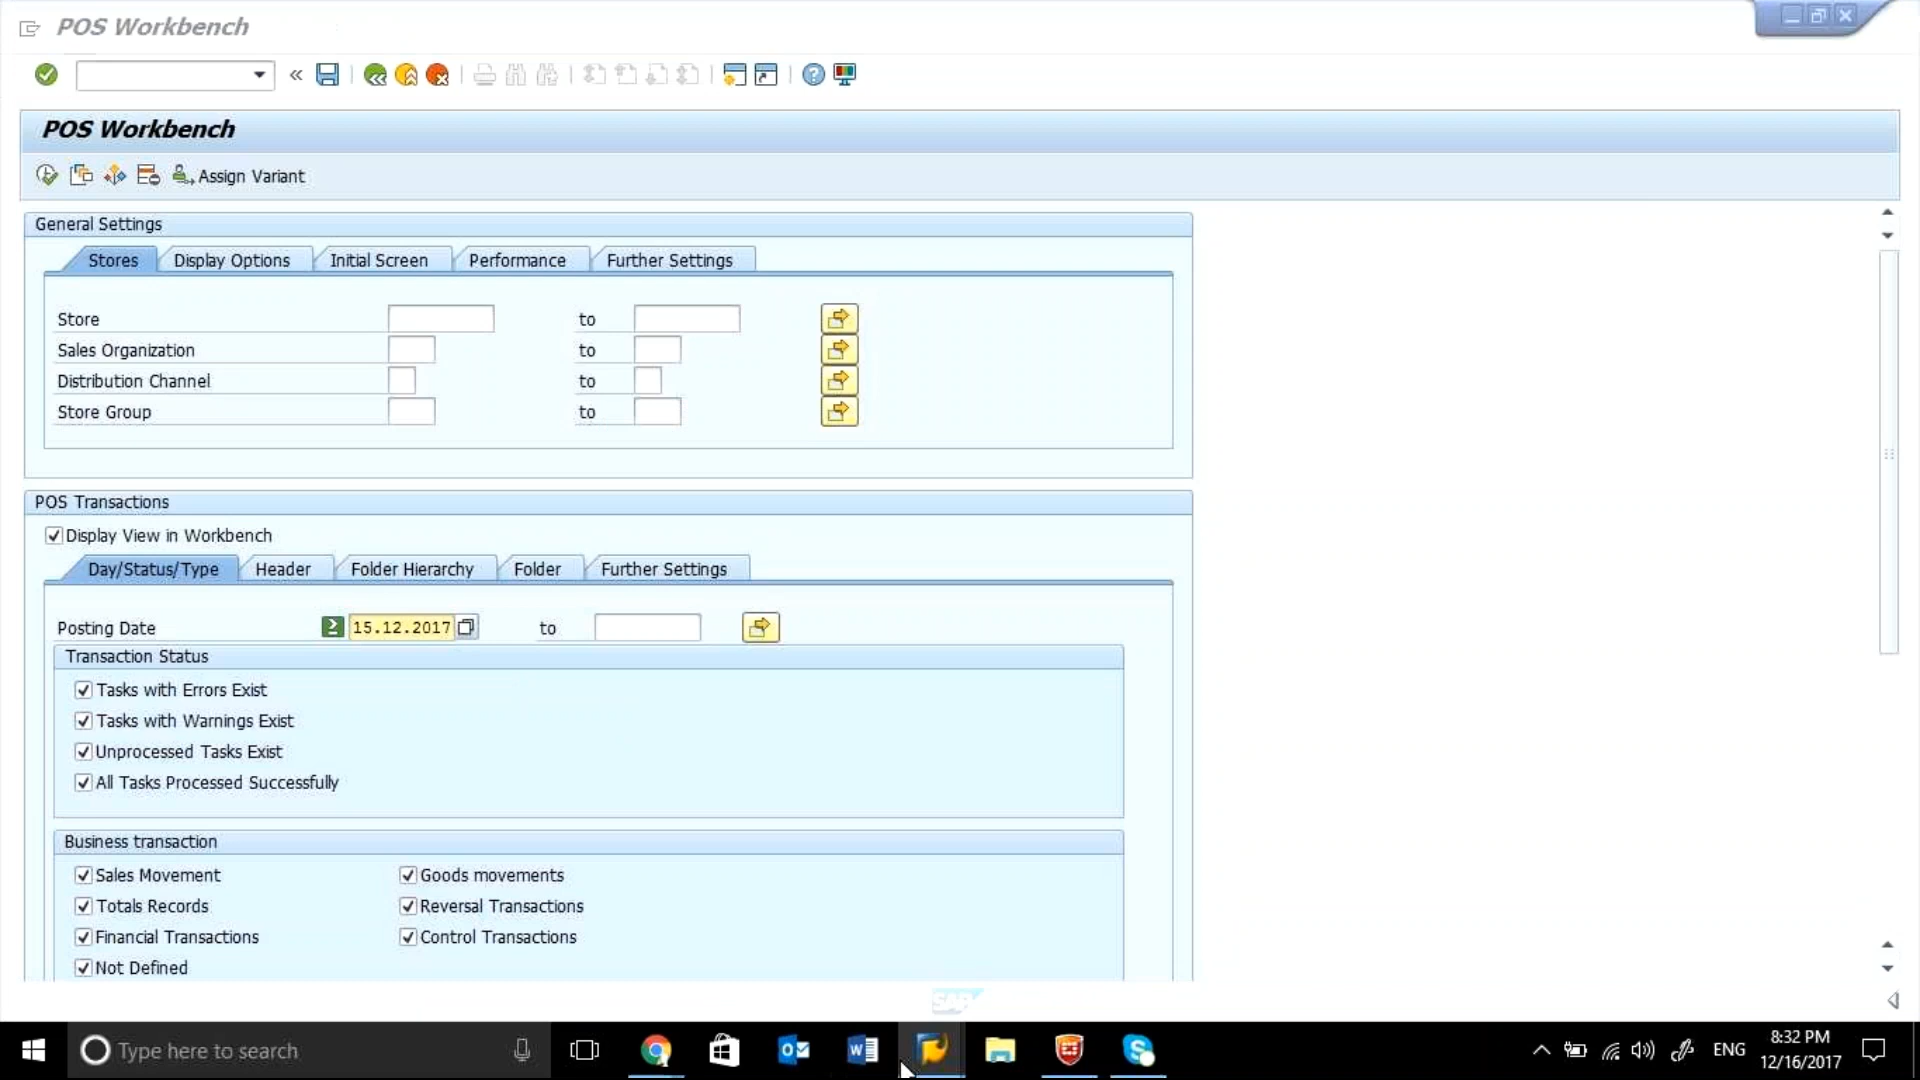 POS Workbench
POS Workbench
Assign Variant
General Settings
Stores Display Options Initial Screen Performance Further Settings
Store to
Sales Organization to
Distribution Channel to
Store Group to
POS Transactions
Display View in Workbench
Day/Status/Type Header Folder Hierarchy Folder Further Settings
Posting Date 15.12.2017 to
Transaction Status
Tasks with Errors Exist
Tasks with Warnings Exist
Unprocessed Tasks Exist
All Tasks Processed Successfully
Business transaction
Sales Movement Goods movements
Totals Records Reversal Transactions
Financial Transactions Control Transactions
Not Defined
SAP
Type here to search
ENG
8:32 PM
12/16/2017